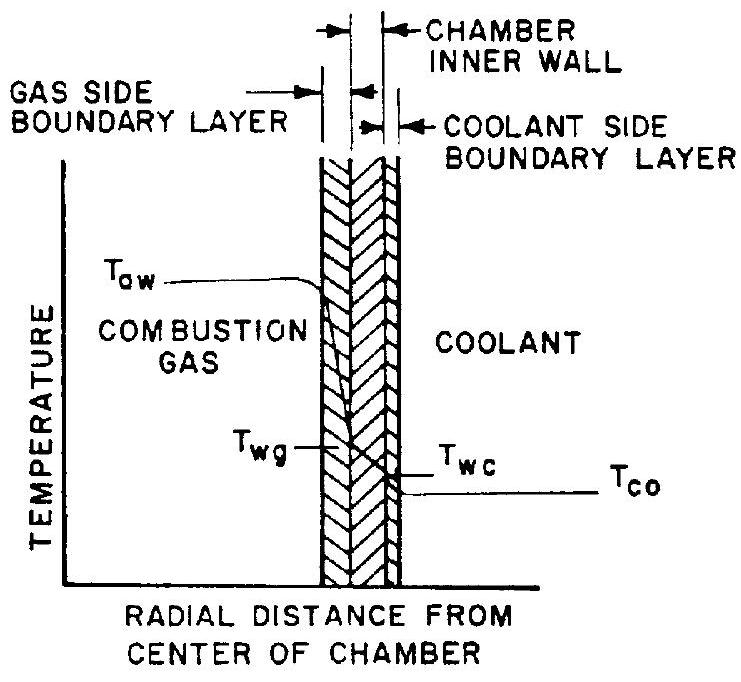 CHAMBER
INNER WALL
GAS SIDE
BOUNDARY LAYER
COOLANT SIDE
BOUNDARY LAYER
Taw
COMBUSTION
GAS
COOLANT
Twg
Twc
Tco
TEMPERATURE
RADIAL DISTANCE FROM
CENTER OF CHAMBER